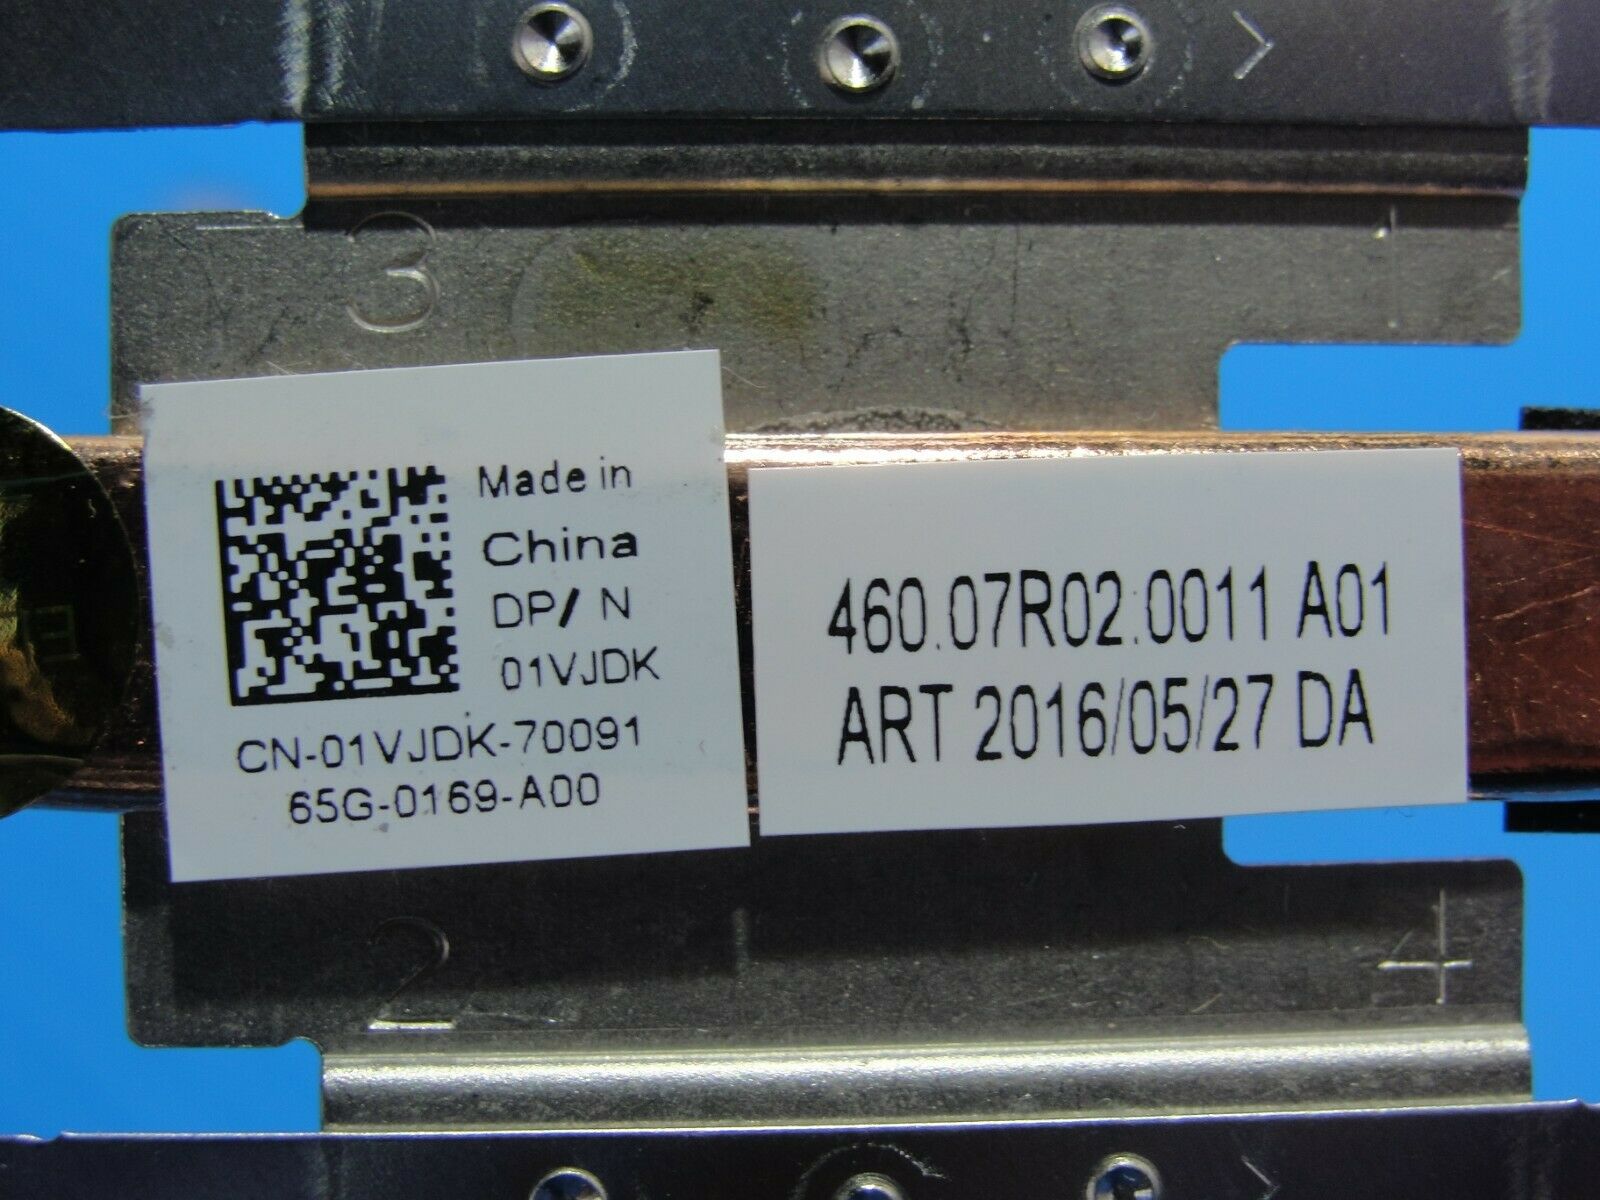 3
1
Made in
China
DP/N
01VJDK
CN-01VJDK-70091
65G-0169-A00
460.07R02.0011 A01
ART 2016/05/27 DA
2
4